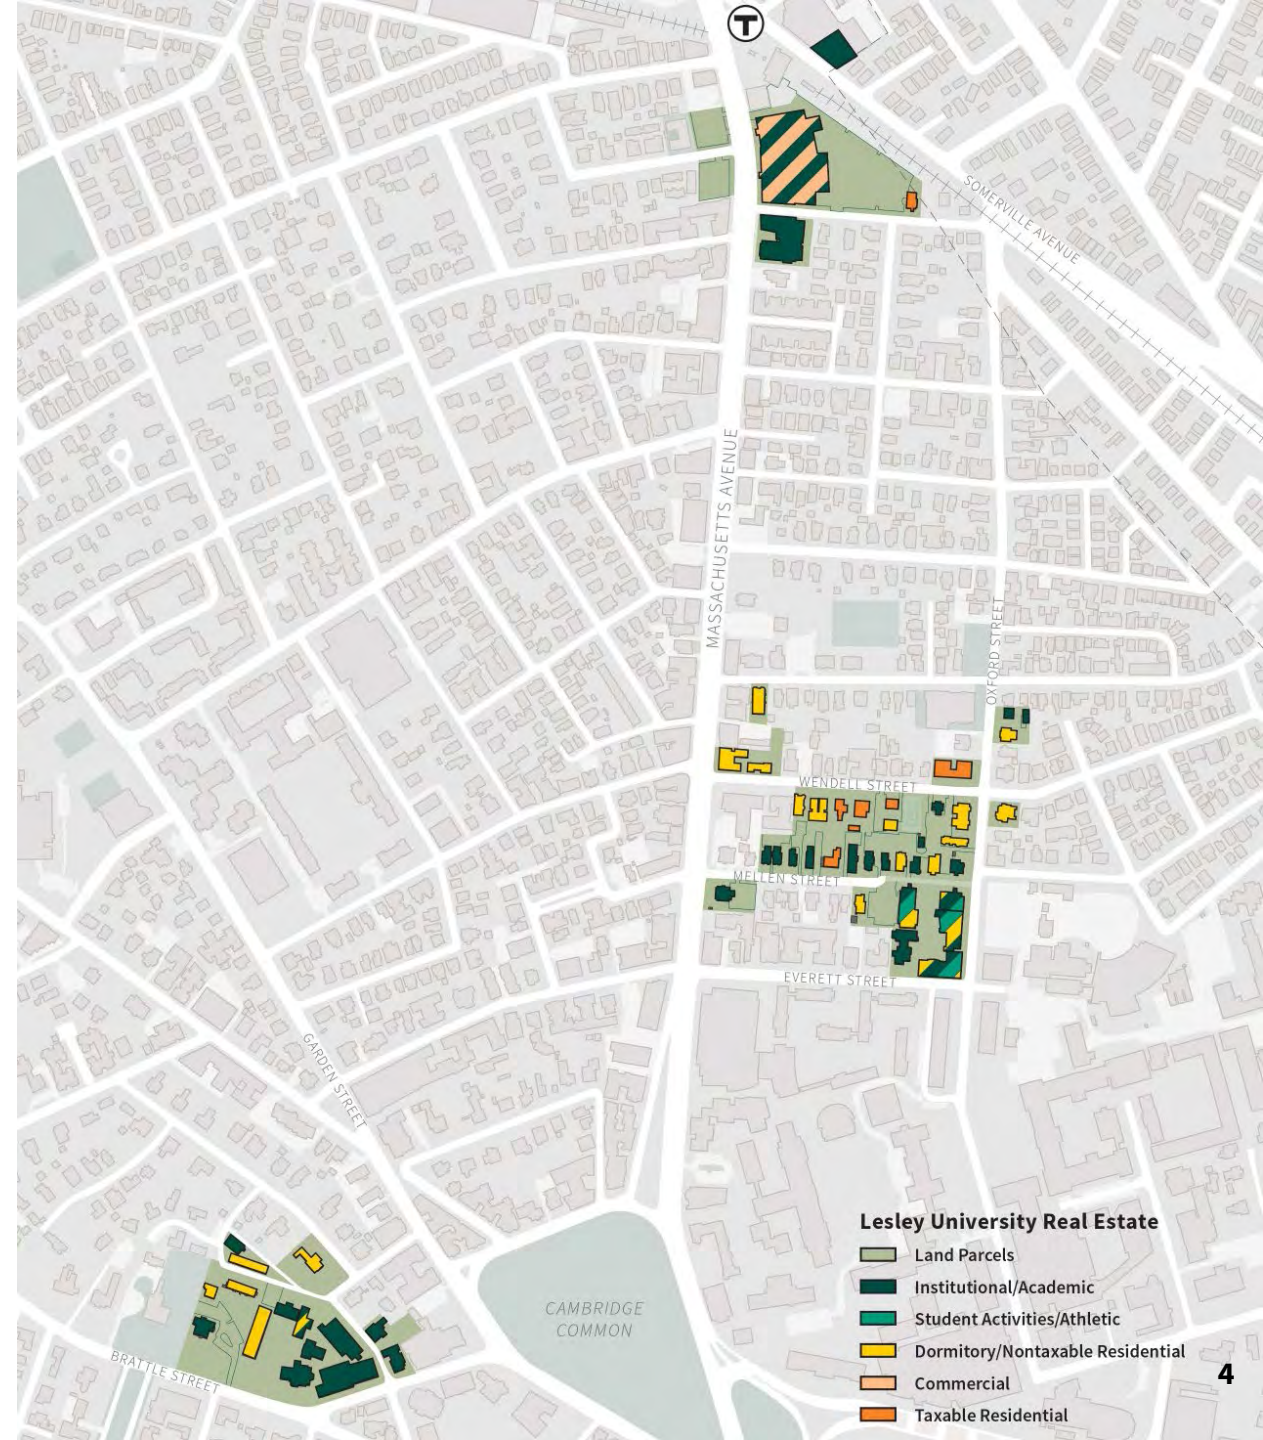 T
SOMERVILLE AVENUE
MASSACHUSETTS AVENUE
OXFORD STREET
WENDELL STREET
MELLEN STREET
EVERETT STREET
GARDEN STREET
CAMBRIDGE
COMMON
BRATTLE STREET
Lesley University Real Estate
Land Parcels
Institutional/Academic
Student Activities/Athletic
Dormitory/Nontaxable Residential
Commercial
Taxable Residential
4